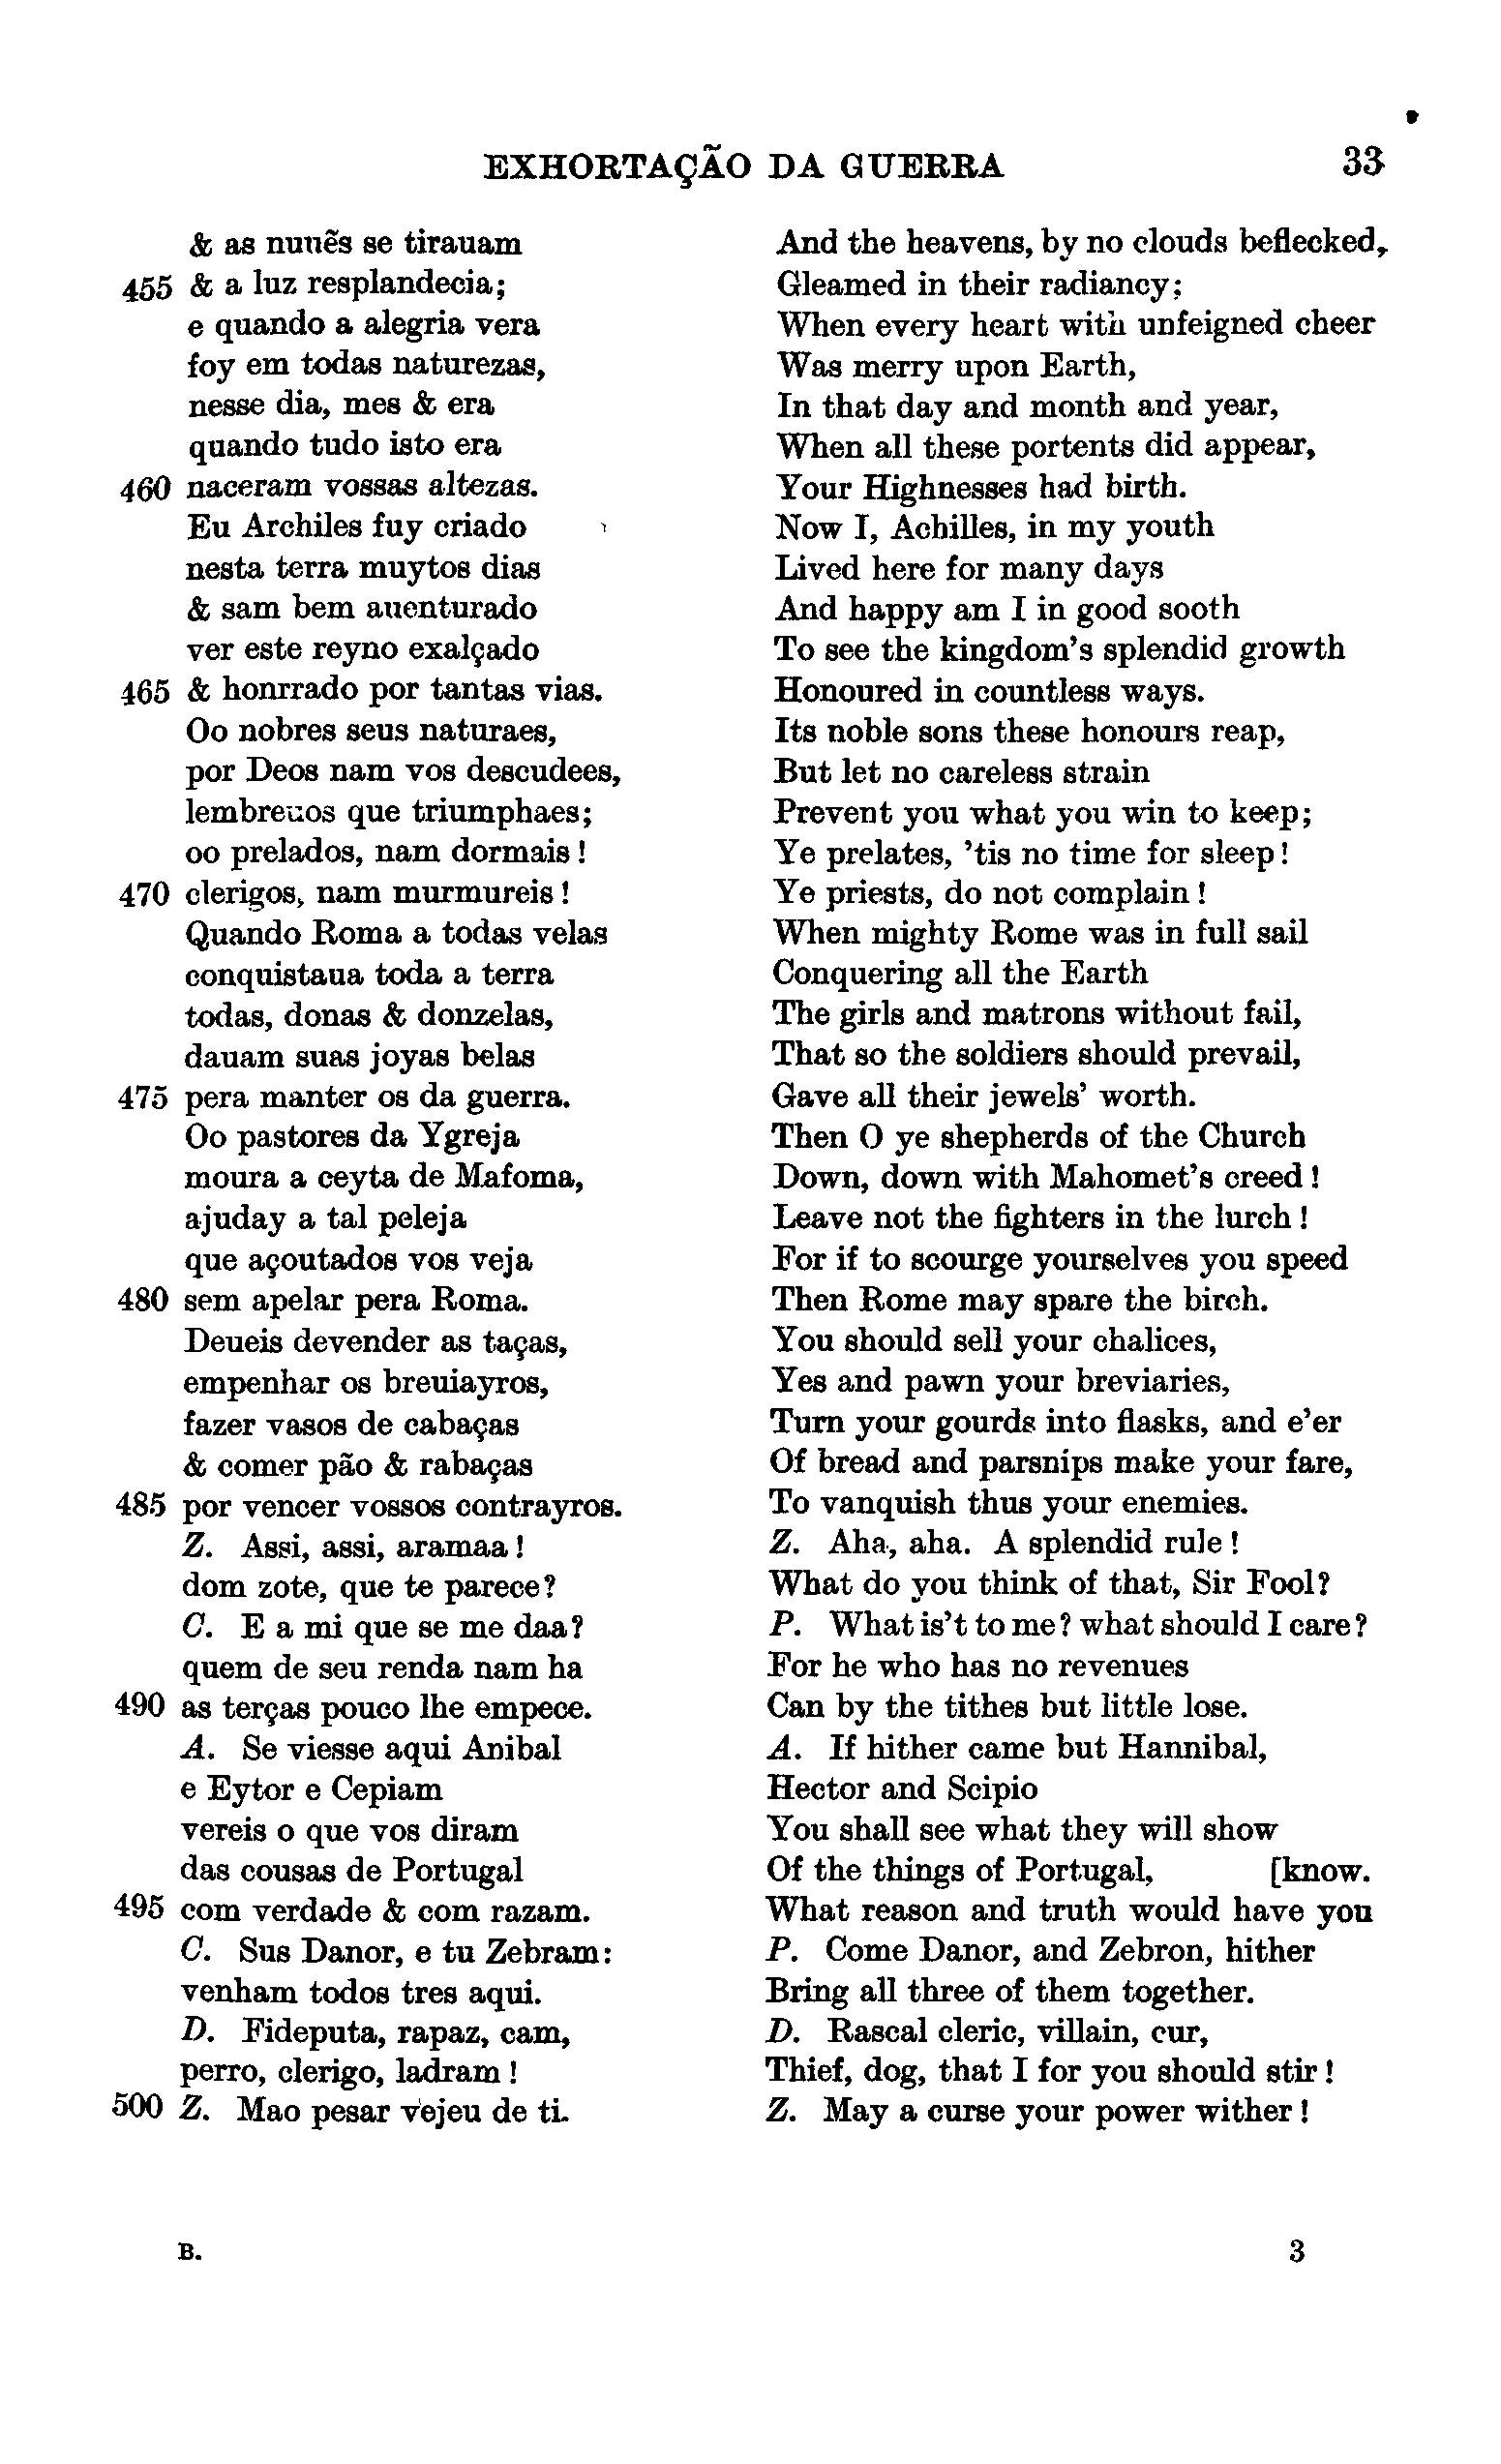 EXHORTAÇÃO DA GUERRA 33
& as nuuẽs se tirauam
455 & a luz resplandecia;
e quando a alegria vera
foy em todas naturezas,
nesse dia, mes & era
quando tudo isto era
460 naceram vossas altezas.
Eu Archiles fuy criado
nesta terra muytos dias
& sam bem auenturado
ver este reyno exalçado
465 & honrrado por tantas vias.
Oo nobres seus naturaes,
por Deos nam vos descudees,
lembreuos que triumphaes;
oo prelados, nam dormais!
470 clerigos, nam murmureis!
Quando Roma a todas velas
conquistaua toda a terra
todas, donas & donzelas,
dauam suas joyas belas
475 pera manter os da guerra.
Oo pastores da Ygreja
moura a ceyta de Mafoma,
ajuday a tal peleja
que açoutados vos veja
480 sem apelar pera Roma.
Deueis devender as taças,
empenhar os breuiayros,
fazer vasos de cabaças
& comer pão & rabaças
485 por vencer vossos contrayros.
Z. Assi, assi, aramaa!
dom zote, que te parece?
C. E a mi que se me daa?
quem de seu renda nam ha
490 as terças pouco lhe empece.
A. Se viesse aqui Anibal
e Eytor e Cepiam
vereis o que vos diram
das cousas de Portugal
495 com verdade & com razam.
C. Sus Danor, e tu Zebram:
venham todos tres aqui.
D. Fideputa, rapaz, cam,
perro, clerigo, ladram!
500 Z. Mao pesar vejeu de ti.
And the heavens, by no clouds beflecked,
Gleamed in their radiancy;
When every heart with unfeigned cheer
Was merry upon Earth,
In that day and month and year,
When all these portents did appear,
Your Highnesses had birth.
Now I, Achilles, in my youth
Lived here for many days
And happy am I in good sooth
To see the kingdom's splendid growth
Honoured in countless ways.
Its noble sons these honours reap,
But let no careless strain
Prevent you what you win to keep;
Ye prelates, 'tis no time for sleep!
Ye priests, do not complain!
When mighty Rome was in full sail
Conquering all the Earth
The girls and matrons without fail,
That so the soldiers should prevail,
Gave all their jewels' worth.
Then O ye shepherds of the Church
Down, down with Mahomet's creed!
Leave not the fighters in the lurch!
For if to scourge yourselves you speed
Then Rome may spare the birch.
You should sell your chalices,
Yes and pawn your breviaries,
Turn your gourds into flasks, and e'er
Of bread and parsnips make your fare,
To vanquish thus your enemies.
Z. Aha, aha. A splendid rule!
What do you think of that, Sir Fool?
P. What is't to me? what should I care?
For he who has no revenues
Can by the tithes but little lose.
A. If hither came but Hannibal,
Hector and Scipio
You shall see what they will show
Of the things of Portugal, [know.
What reason and truth would have you
P. Come Danor, and Zebron, hither
Bring all three of them together.
D. Rascal cleric, villain, cur,
Thief, dog, that I for you should stir!
Z. May a curse your power wither!
B. 3